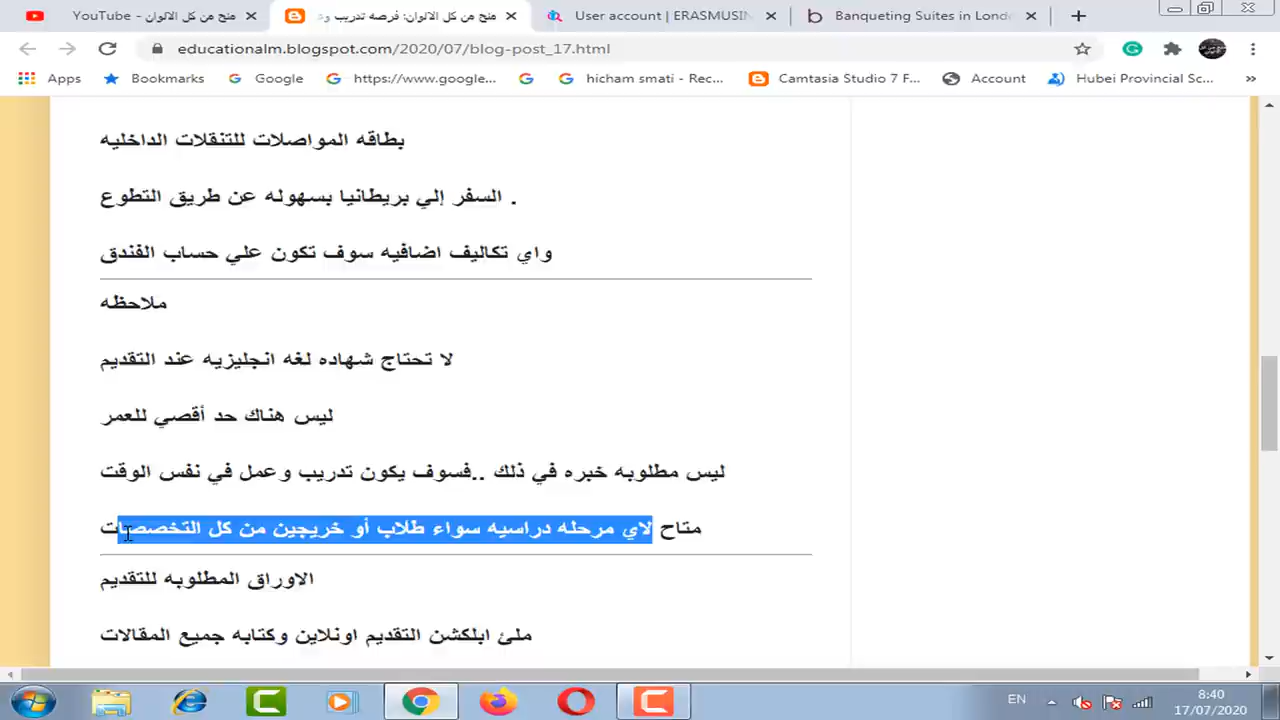 منح من كل الالوان - YouTube
منح من كل الالوان: فرصه تدريب و
User account | ERASMUSIN
Banqueting Suites in Lond
educationalm.blogspot.com/2020/07/blog-post_17.html
Apps
Bookmarks
Google
https://www.google...
hicham smati - Rec...
Camtasia Studio 7 F...
Account
Hubei Provincial Sc...
»
بطاقه المواصلات للتنقلات الداخليه
السفر إلي بريطانيا بسهوله عن طريق التطوع .
واي تكاليف اضافيه سوف تكون علي حساب الفندق
ملاحظه
لا تحتاج شهاده لغه انجليزيه عند التقديم
ليس هناك حد أقصي للعمر
ليس مطلوبه خبره في ذلك ..فسوف يكون تدريب وعمل في نفس الوقت
متاح لاي مرحله دراسيه سواء طلاب أو خريجين من كل التخصصات
الاوراق المطلوبه للتقديم
ملئ ابلكشن التقديم اونلاين وكتابه جميع المقالات
EN
8:40
17/07/2020